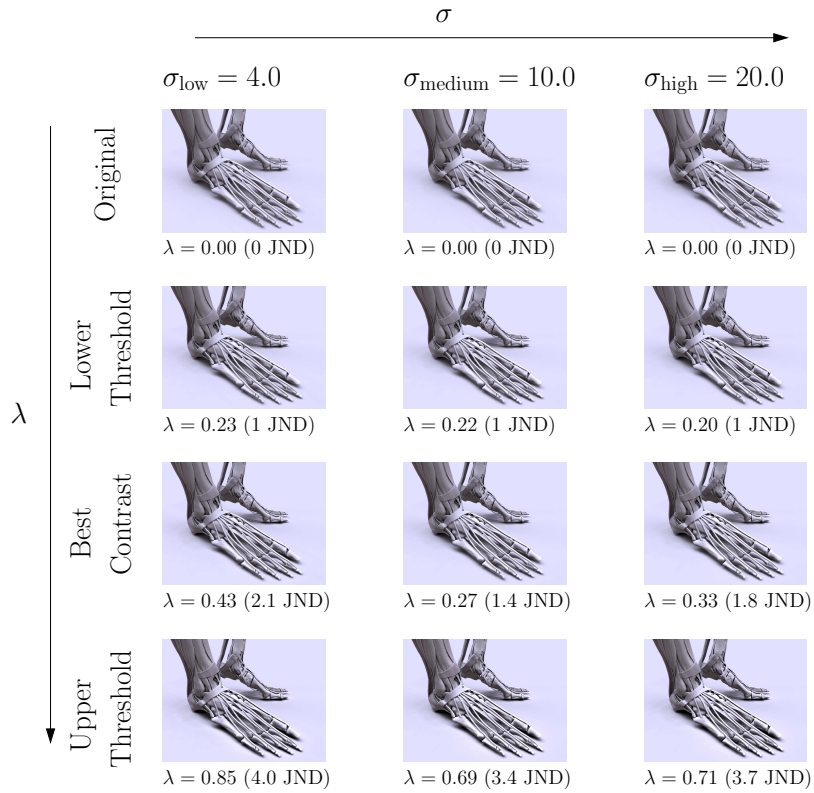 σ
σlow = 4.0 σmedium = 10.0 σhigh = 20.0
Original
λ = 0.00 (0 JND) λ = 0.00 (0 JND) λ = 0.00 (0 JND)
Lower
Threshold
λ = 0.23 (1 JND) λ = 0.22 (1 JND) λ = 0.20 (1 JND)
λ
Best
Contrast
λ = 0.43 (2.1 JND) λ = 0.27 (1.4 JND) λ = 0.33 (1.8 JND)
Upper
Threshold
λ = 0.85 (4.0 JND) λ = 0.69 (3.4 JND) λ = 0.71 (3.7 JND)